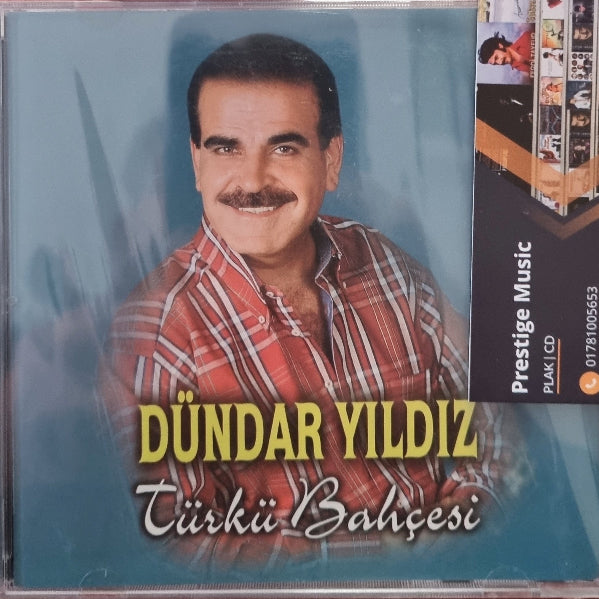 DÜNDAR YILDIZ
Türkü Bahçesi
Prestige Music
PLAK | CD
01781005653